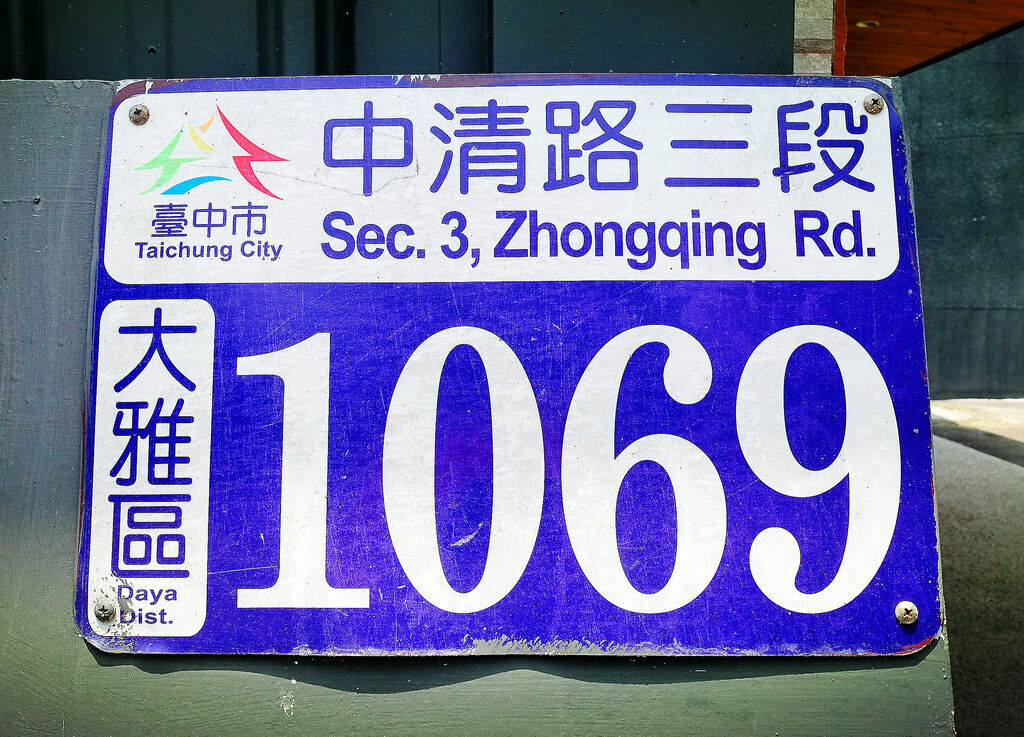 臺中市
Taichung City
中清路三段
Sec. 3, Zhongqing Rd.
大雅區
Daya
Dist.
1069